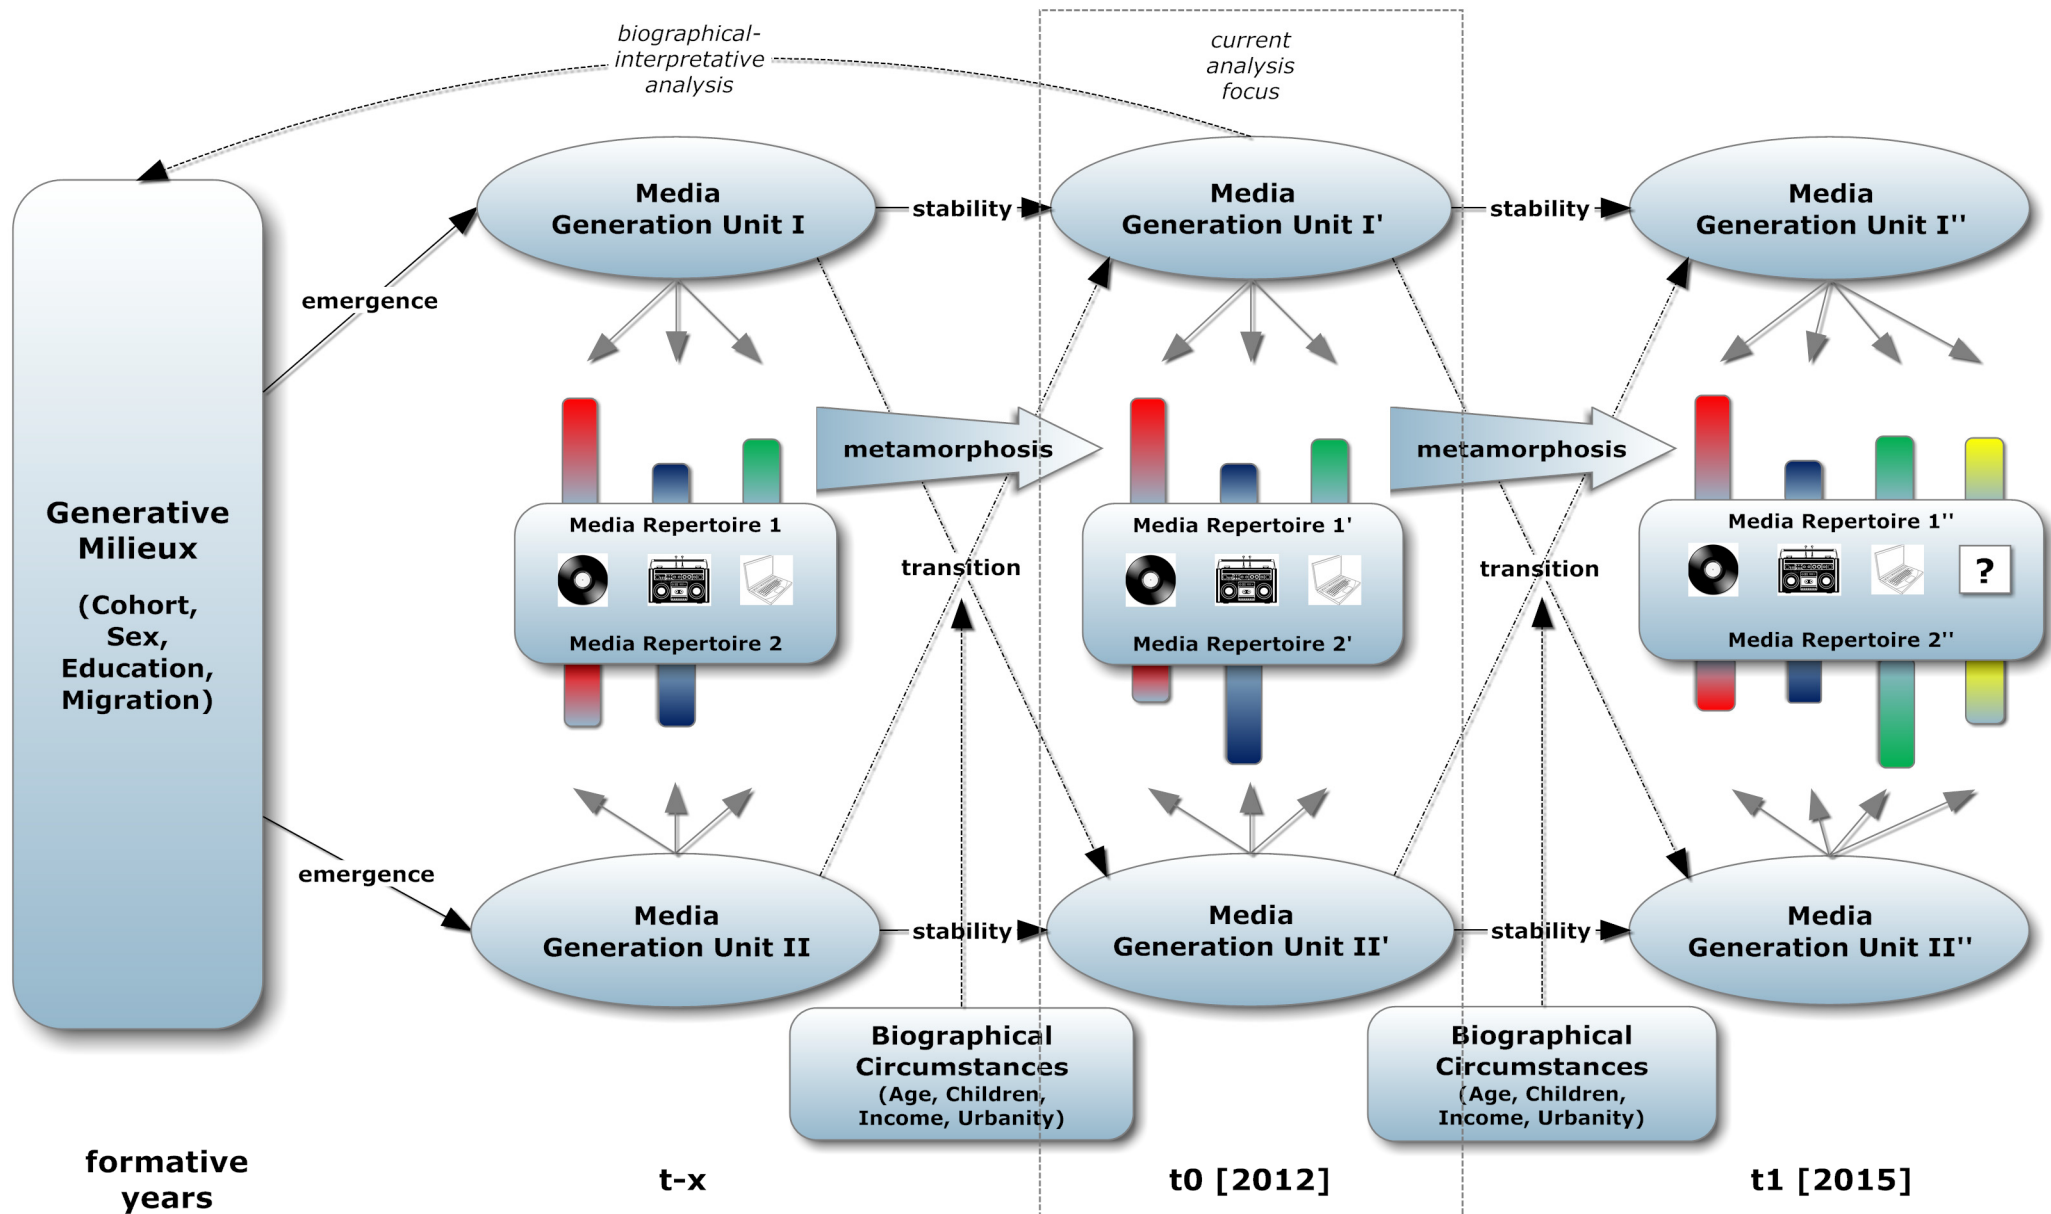 biographical-
interpretative
analysis
current
analysis
focus
Media
Generation Unit I
stability
Media
Generation Unit I'
stability
Media
Generation Unit I''
emergence
Generative
Milieux
(Cohort,
Sex,
Education,
Migration)
metamorphosis
metamorphosis
Media Repertoire 1
Media Repertoire 1'
Media Repertoire 1''
transition
transition
?
Media Repertoire 2
Media Repertoire 2'
Media Repertoire 2''
emergence
Media
Generation Unit II
stability
Media
Generation Unit II'
stability
Media
Generation Unit II''
Biographical
Circumstances
(Age, Children,
Income, Urbanity)
Biographical
Circumstances
(Age, Children,
Income, Urbanity)
formative
years
t-x
t0 [2012]
t1 [2015]